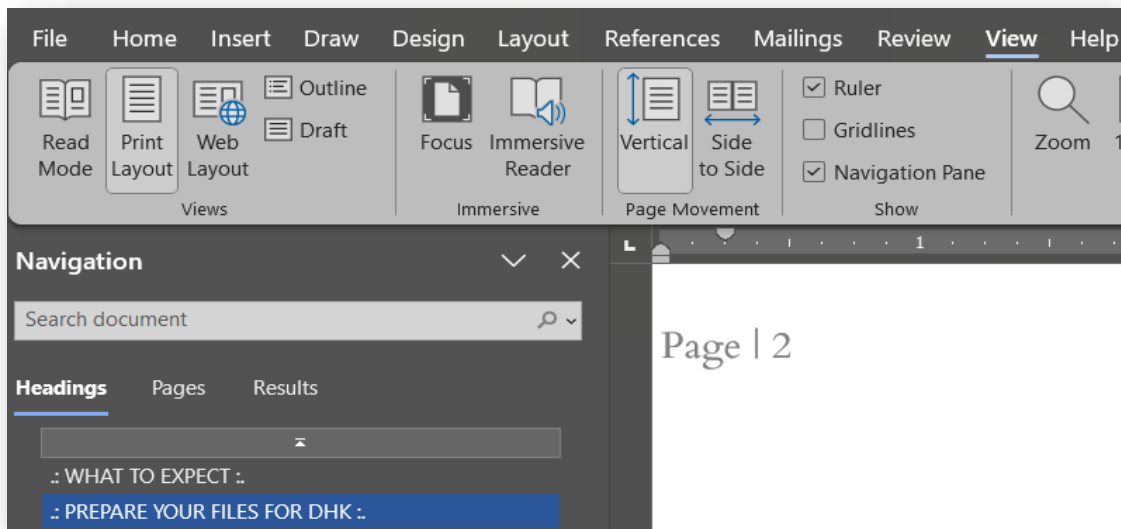 File Home Insert Draw Design Layout References Mailings Review View Help
Read Mode
Print Layout
Web Layout
Outline
Draft
Views
Focus
Immersive Reader
Immersive
Vertical
Side to Side
Page Movement
Ruler
Gridlines
Navigation Pane
Show
Zoom
Navigation
Search document
Headings Pages Results
.: WHAT TO EXPECT :.
.: PREPARE YOUR FILES FOR DHK :.
1
Page | 2